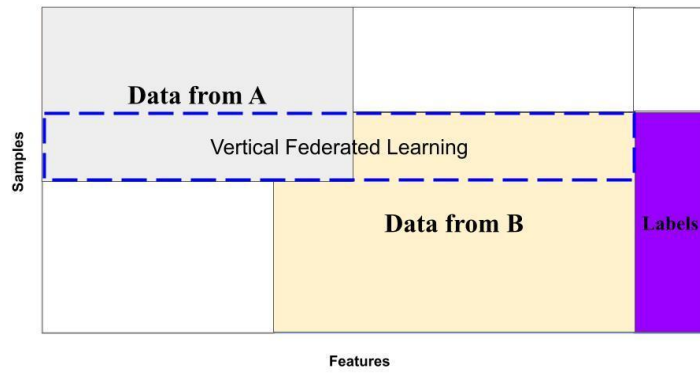 Data from A
Vertical Federated Learning
Samples
Data from B
Labels
Features